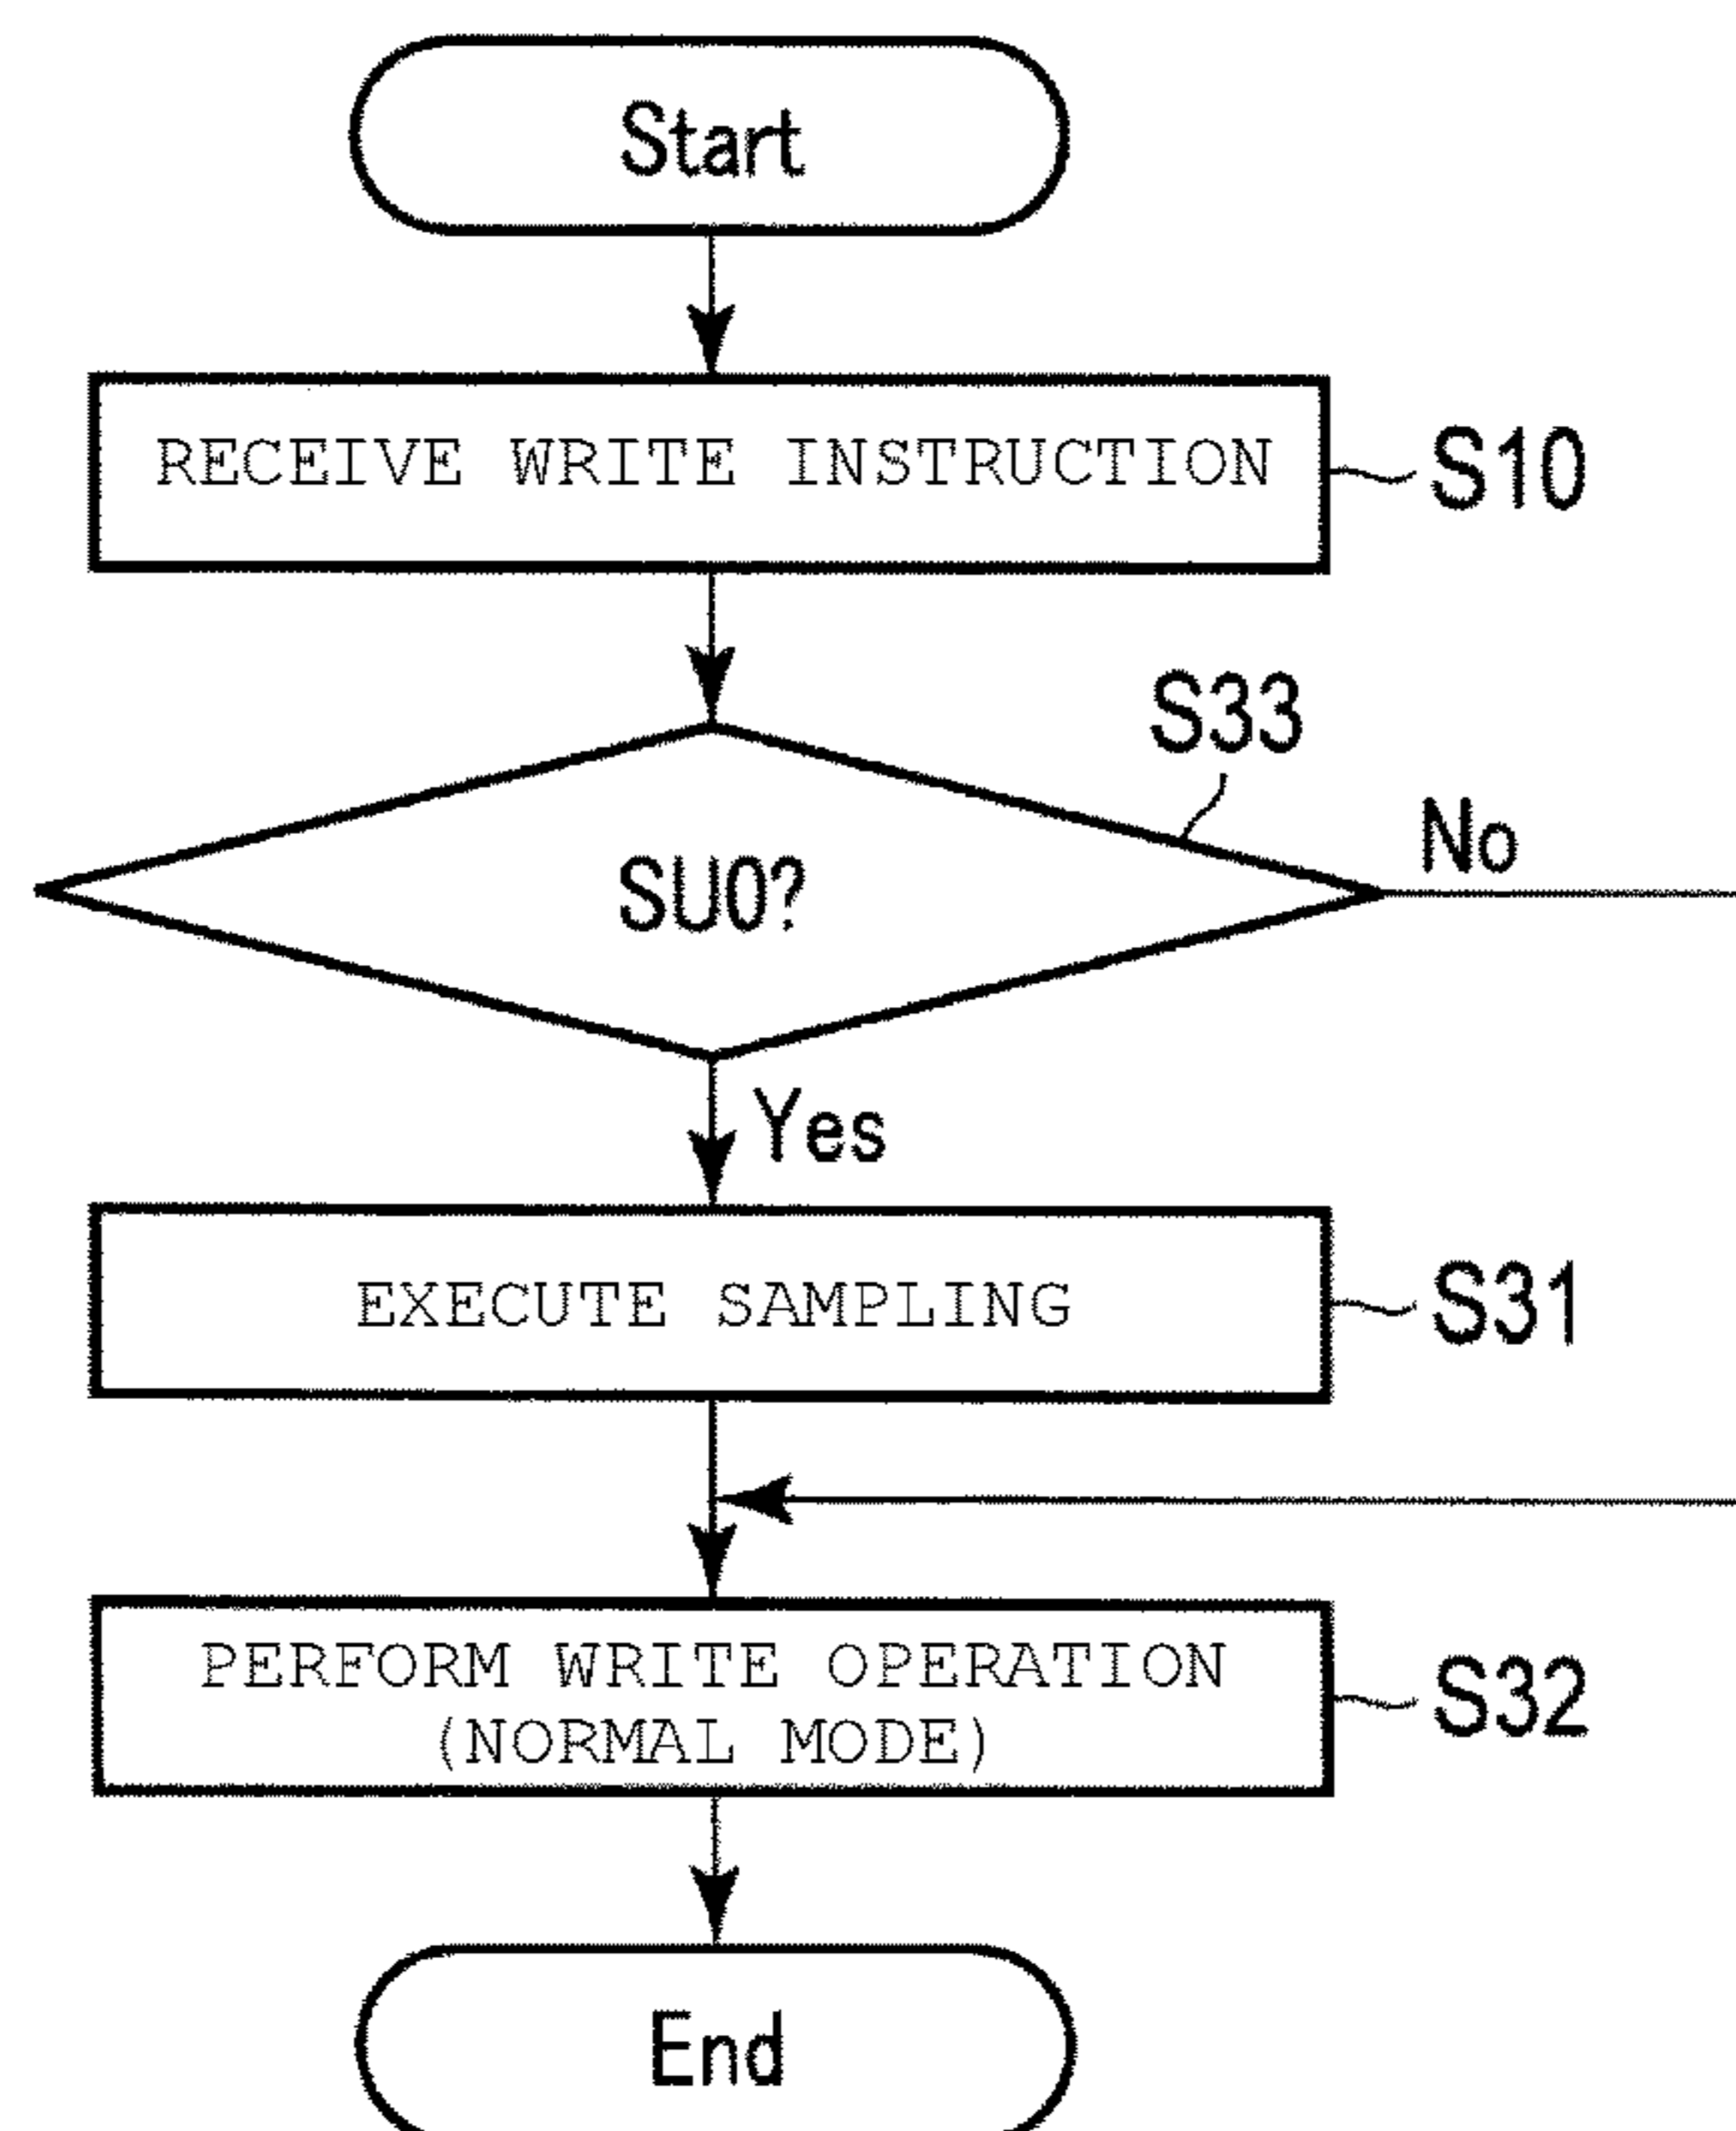 Start
RECEIVE WRITE INSTRUCTION
S10
S33
No
SU0?
Yes
EXECUTE SAMPLING
S31
PERFORM WRITE OPERATION
(NORMAL MODE)
S32
End